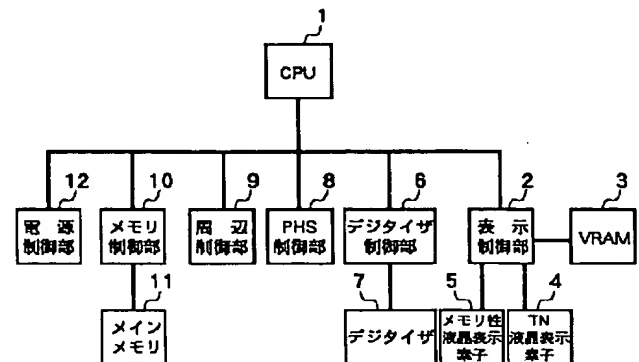 1
CPU
12
10
9
8
6
2
3
電源
制御部
メモリ
制御部
周辺
制御部
PHS
制御部
デジタイザ
制御部
表示
制御部
VRAM
11
7
5
4
メイン
メモリ
デジタイザ
メモリ性
液晶表示
素子
TN
液晶表示
素子